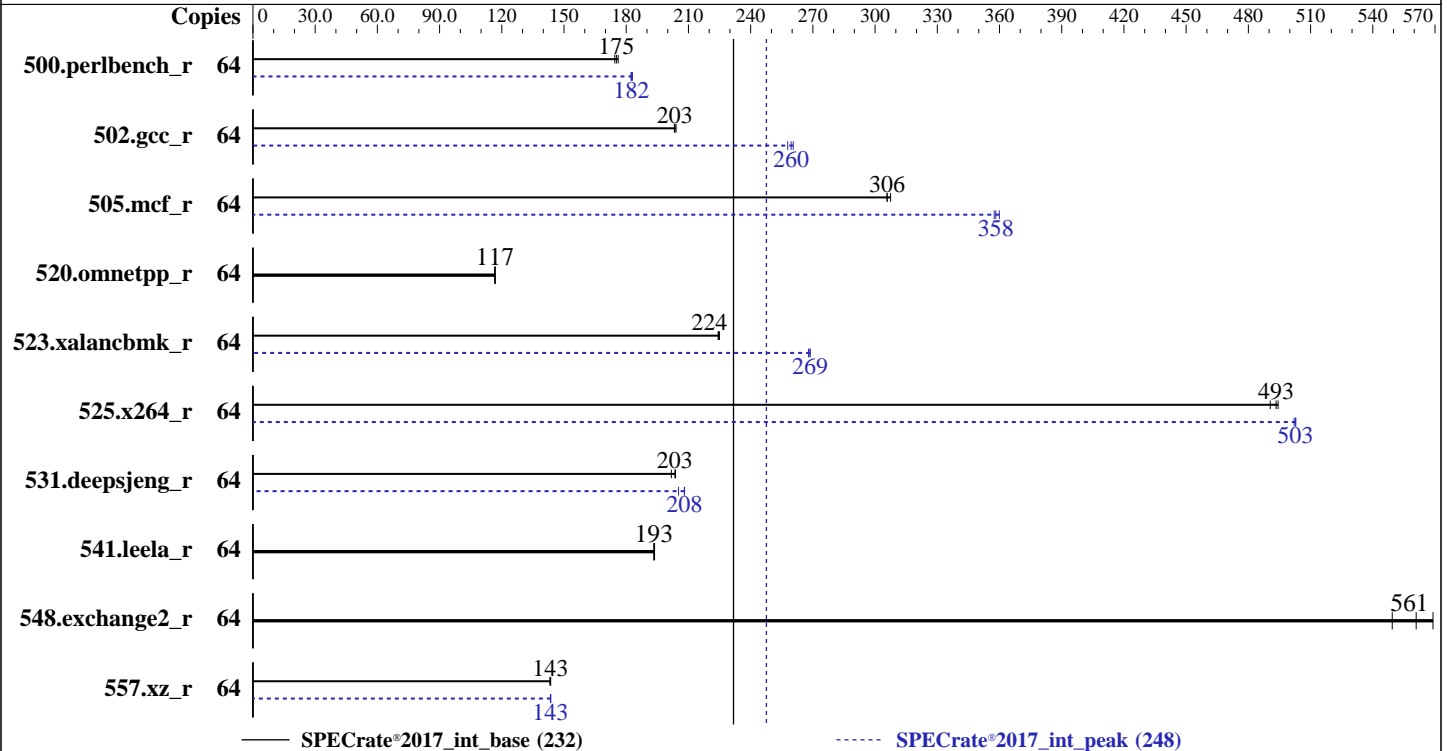 Copies 0 30.0 60.0 90.0 120 150 180 210 240 270 300 330 360 390 420 450 480 510 540 570
175
500.perlbench_r 64
182
203
502.gcc_r 64
260
306
505.mcf_r 64
358
117
520.omnetpp_r 64
224
523.xalancbmk_r 64
269
493
525.x264_r 64
503
203
531.deepsjeng_r 64
208
193
541.leela_r 64
561
548.exchange2_r 64
143
557.xz_r 64
143
SPECrate®2017_int_base (232) SPECrate®2017_int_peak (248)